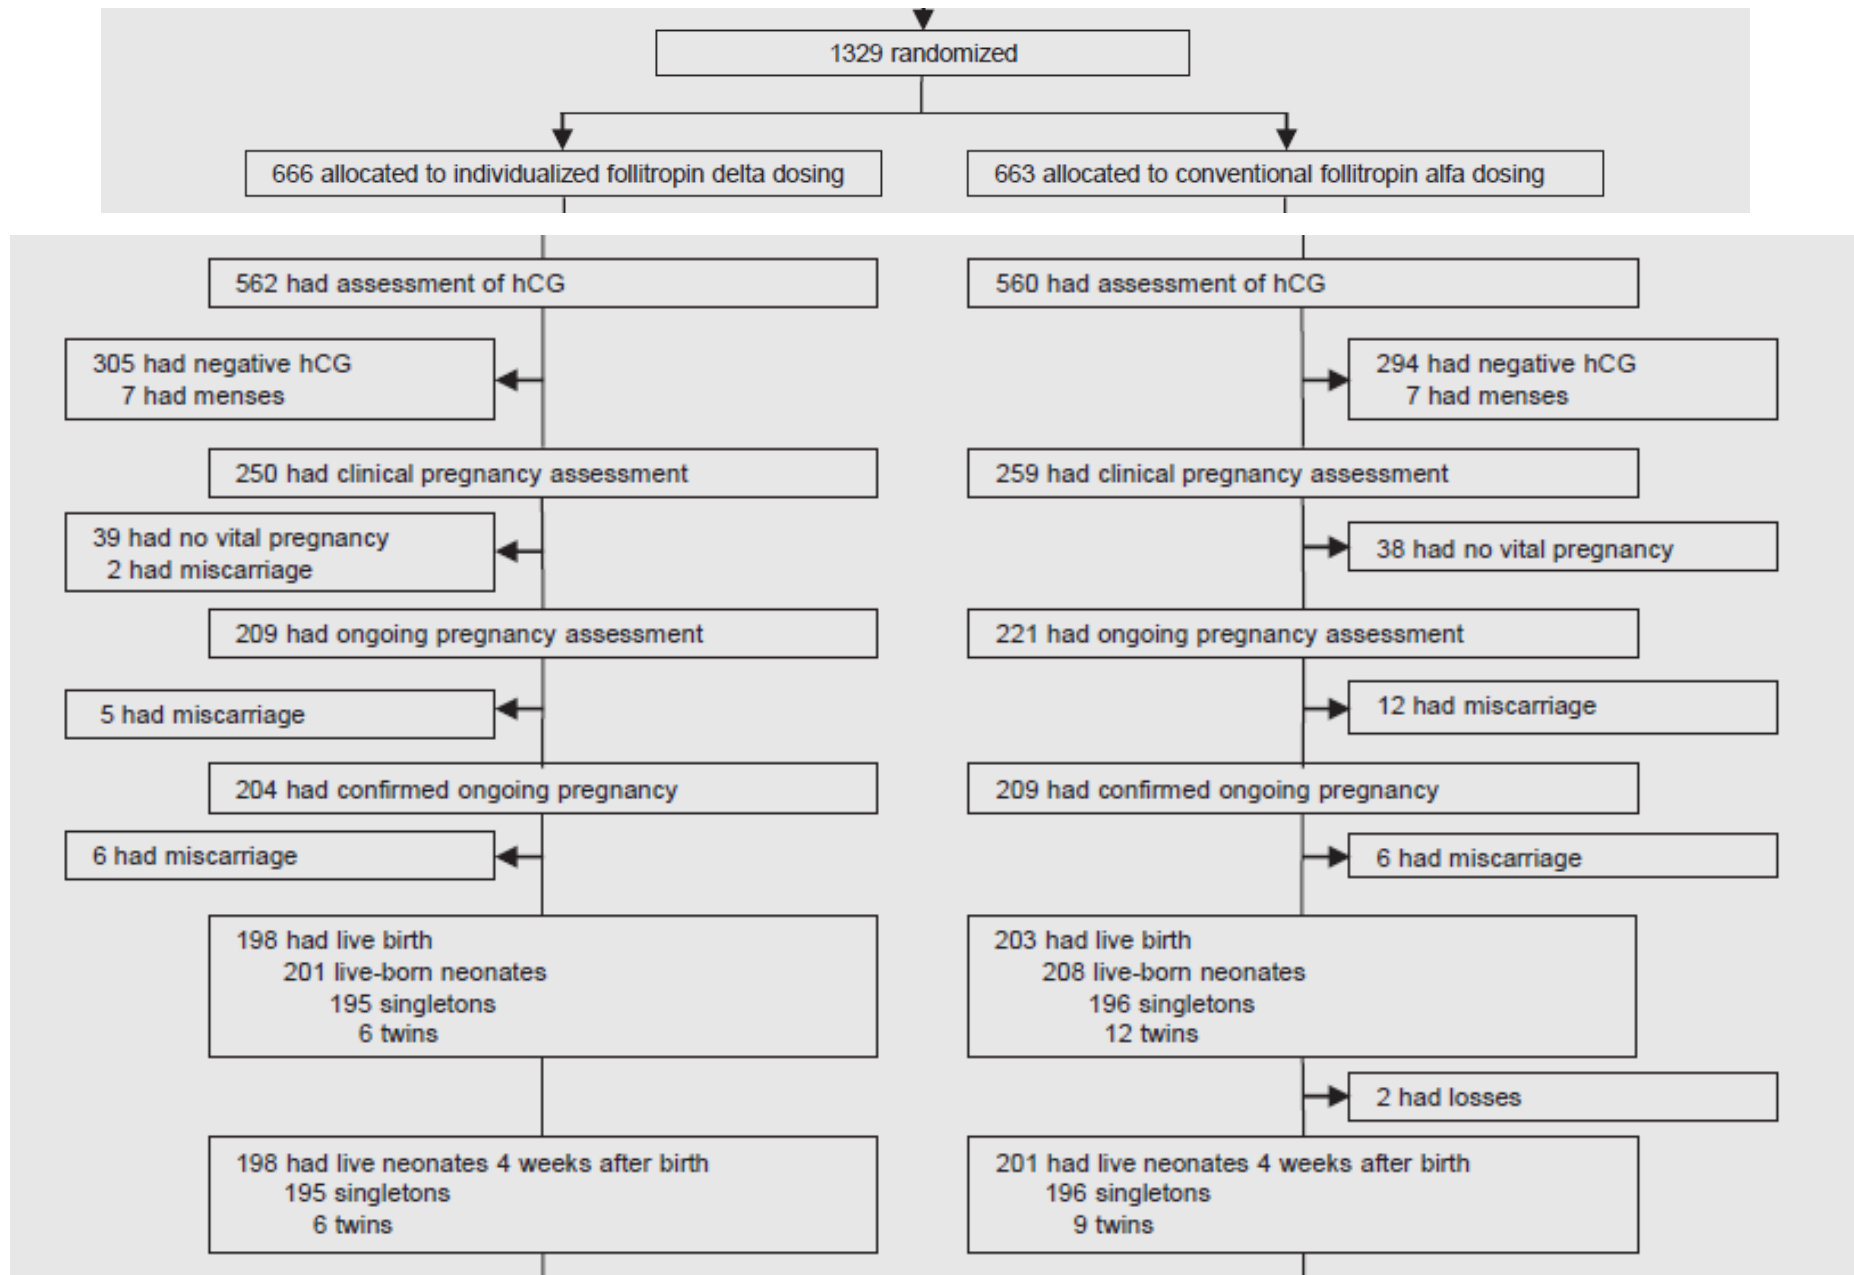 1329 randomized
666 allocated to individualized follitropin delta dosing
663 allocated to conventional follitropin alfa dosing
562 had assessment of hCG
560 had assessment of hCG
305 had negative hCG
7 had menses
294 had negative hCG
7 had menses
250 had clinical pregnancy assessment
259 had clinical pregnancy assessment
39 had no vital pregnancy
2 had miscarriage
38 had no vital pregnancy
209 had ongoing pregnancy assessment
221 had ongoing pregnancy assessment
5 had miscarriage
12 had miscarriage
204 had confirmed ongoing pregnancy
209 had confirmed ongoing pregnancy
6 had miscarriage
6 had miscarriage
198 had live birth
201 live-born neonates
195 singletons
6 twins
203 had live birth
208 live-born neonates
196 singletons
12 twins
2 had losses
198 had live neonates 4 weeks after birth
195 singletons
6 twins
201 had live neonates 4 weeks after birth
196 singletons
9 twins